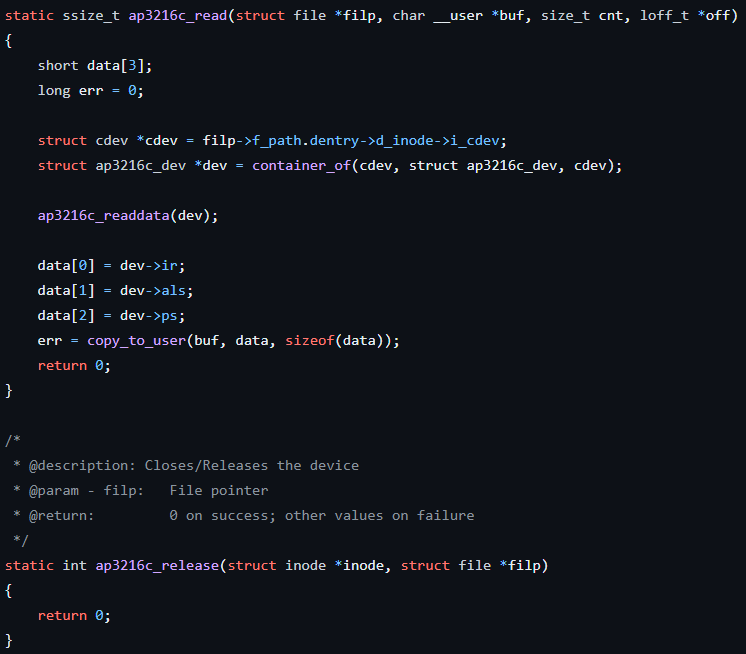 static ssize_t ap3216c_read(struct file *filp, char __user *buf, size_t cnt, loff_t *off)
{
    short data[3];
    long err = 0;

    struct cdev *cdev = filp->f_path.dentry->d_inode->i_cdev;
    struct ap3216c_dev *dev = container_of(cdev, struct ap3216c_dev, cdev);

    ap3216c_readdata(dev);

    data[0] = dev->ir;
    data[1] = dev->als;
    data[2] = dev->ps;
    err = copy_to_user(buf, data, sizeof(data));
    return 0;
}

/*
 * @description: Closes/Releases the device
 * @param - filp:   File pointer
 * @return:         0 on success; other values on failure
 */
static int ap3216c_release(struct inode *inode, struct file *filp)
{
    return 0;
}